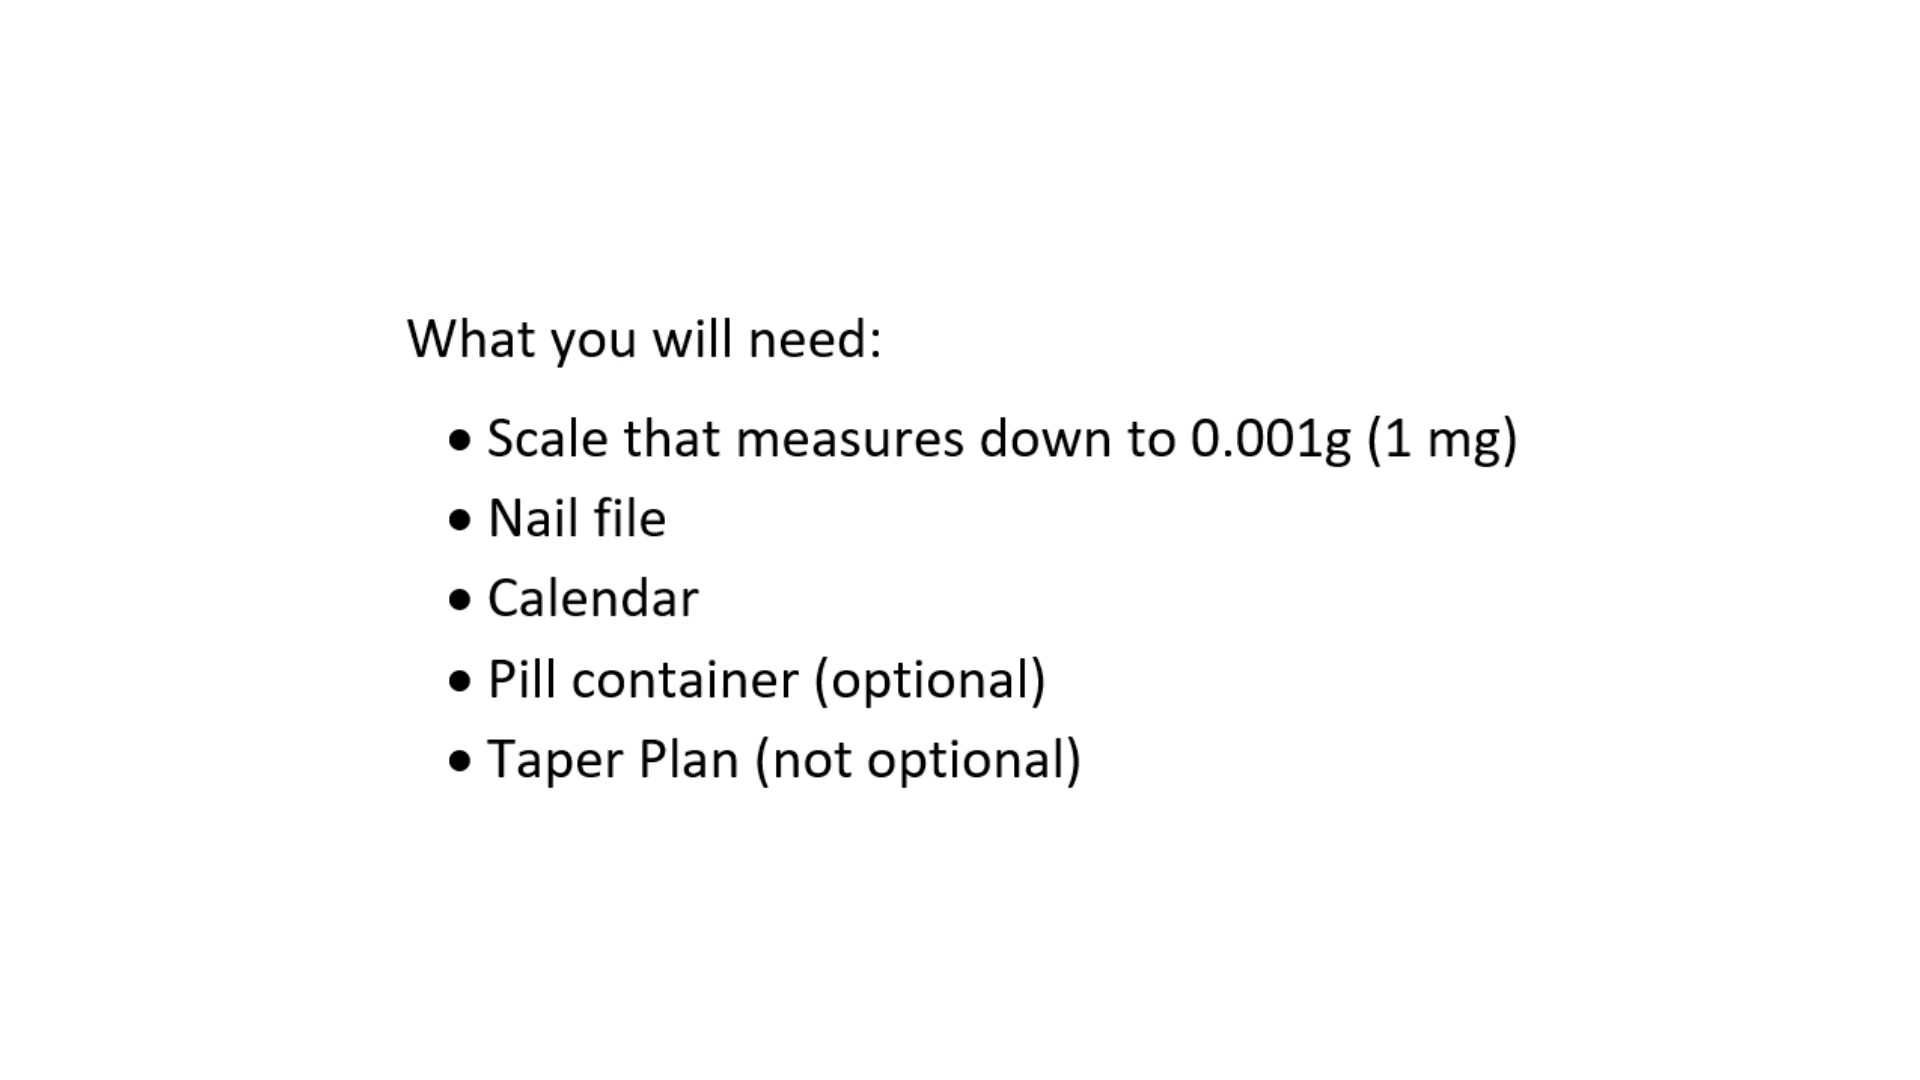 What you will need:
• Scale that measures down to 0.001g (1 mg)
• Nail file
• Calendar
• Pill container (optional)
• Taper Plan (not optional)